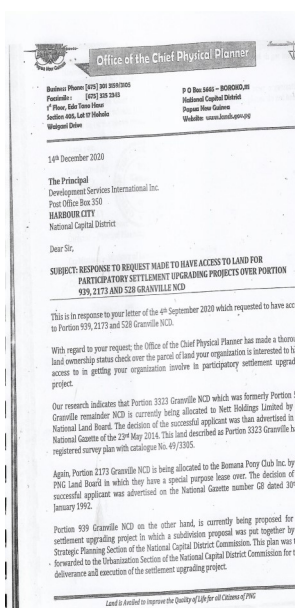 Office of the Chief Physical Planner
Business Phone: [675] 301 3159/3105
Facsimile : [675] 325 2545
1st Floor, Eda Tano Haus
Section 405, Lot 17 Hohola
Waigani Drive
P O Box 5665 – BOROKO,111
National Capital District
Papua New Guinea
Website: www.lands.gov.pg
14th December 2020
The Principal
Development Services International Inc.
Post Office Box 350
HARBOUR CITY
National Capital District
Dear Sir,
SUBJECT: RESPONSE TO REQUEST MADE TO HAVE ACCESS TO LAND FOR
PARTICIPATORY SETTLEMENT UPGRADING PROJECTS OVER PORTION
939, 2173 AND 528 GRANVILLE NCD
This is in response to your letter of the 4th September 2020 which requested to have acc
to Portion 939, 2173 and 528 Granville NCD.
With regard to your request; the Office of the Chief Physical Planner has made a thorou
land ownership status check over the parcel of land your organization is interested to h
access to in getting your organization involve in participatory settlement upgrad
project.
Our research indicates that Portion 3323 Granville NCD which was formerly Portion
Granville remainder NCD is currently being allocated to Nett Holdings Limited by
National Land Board. The decision of the successful applicant was than advertised in
National Gazette of the 23rd May 2014. This land described as Portion 3323 Granville ha
registered survey plan with catalogue No. 49/3305.
Again, Portion 2173 Granville NCD is being allocated to the Bomana Pony Club Inc. by
PNG Land Board in which they have a special purpose lease over. The decision of
successful applicant was advertised on the National Gazette number G8 dated 30
January 1992.
Portion 939 Granville NCD on the other hand, is currently being proposed for
settlement upgrading project in which a subdivision proposal was put together by
Strategic Planning Section of the National Capital District Commission. This plan was t
forwarded to the Urbanization Section of the National Capital District Commission for t
deliverance and execution of the settlement upgrading project.
Land is Availed to Improve the Quality of Life for all Citizens of PNG